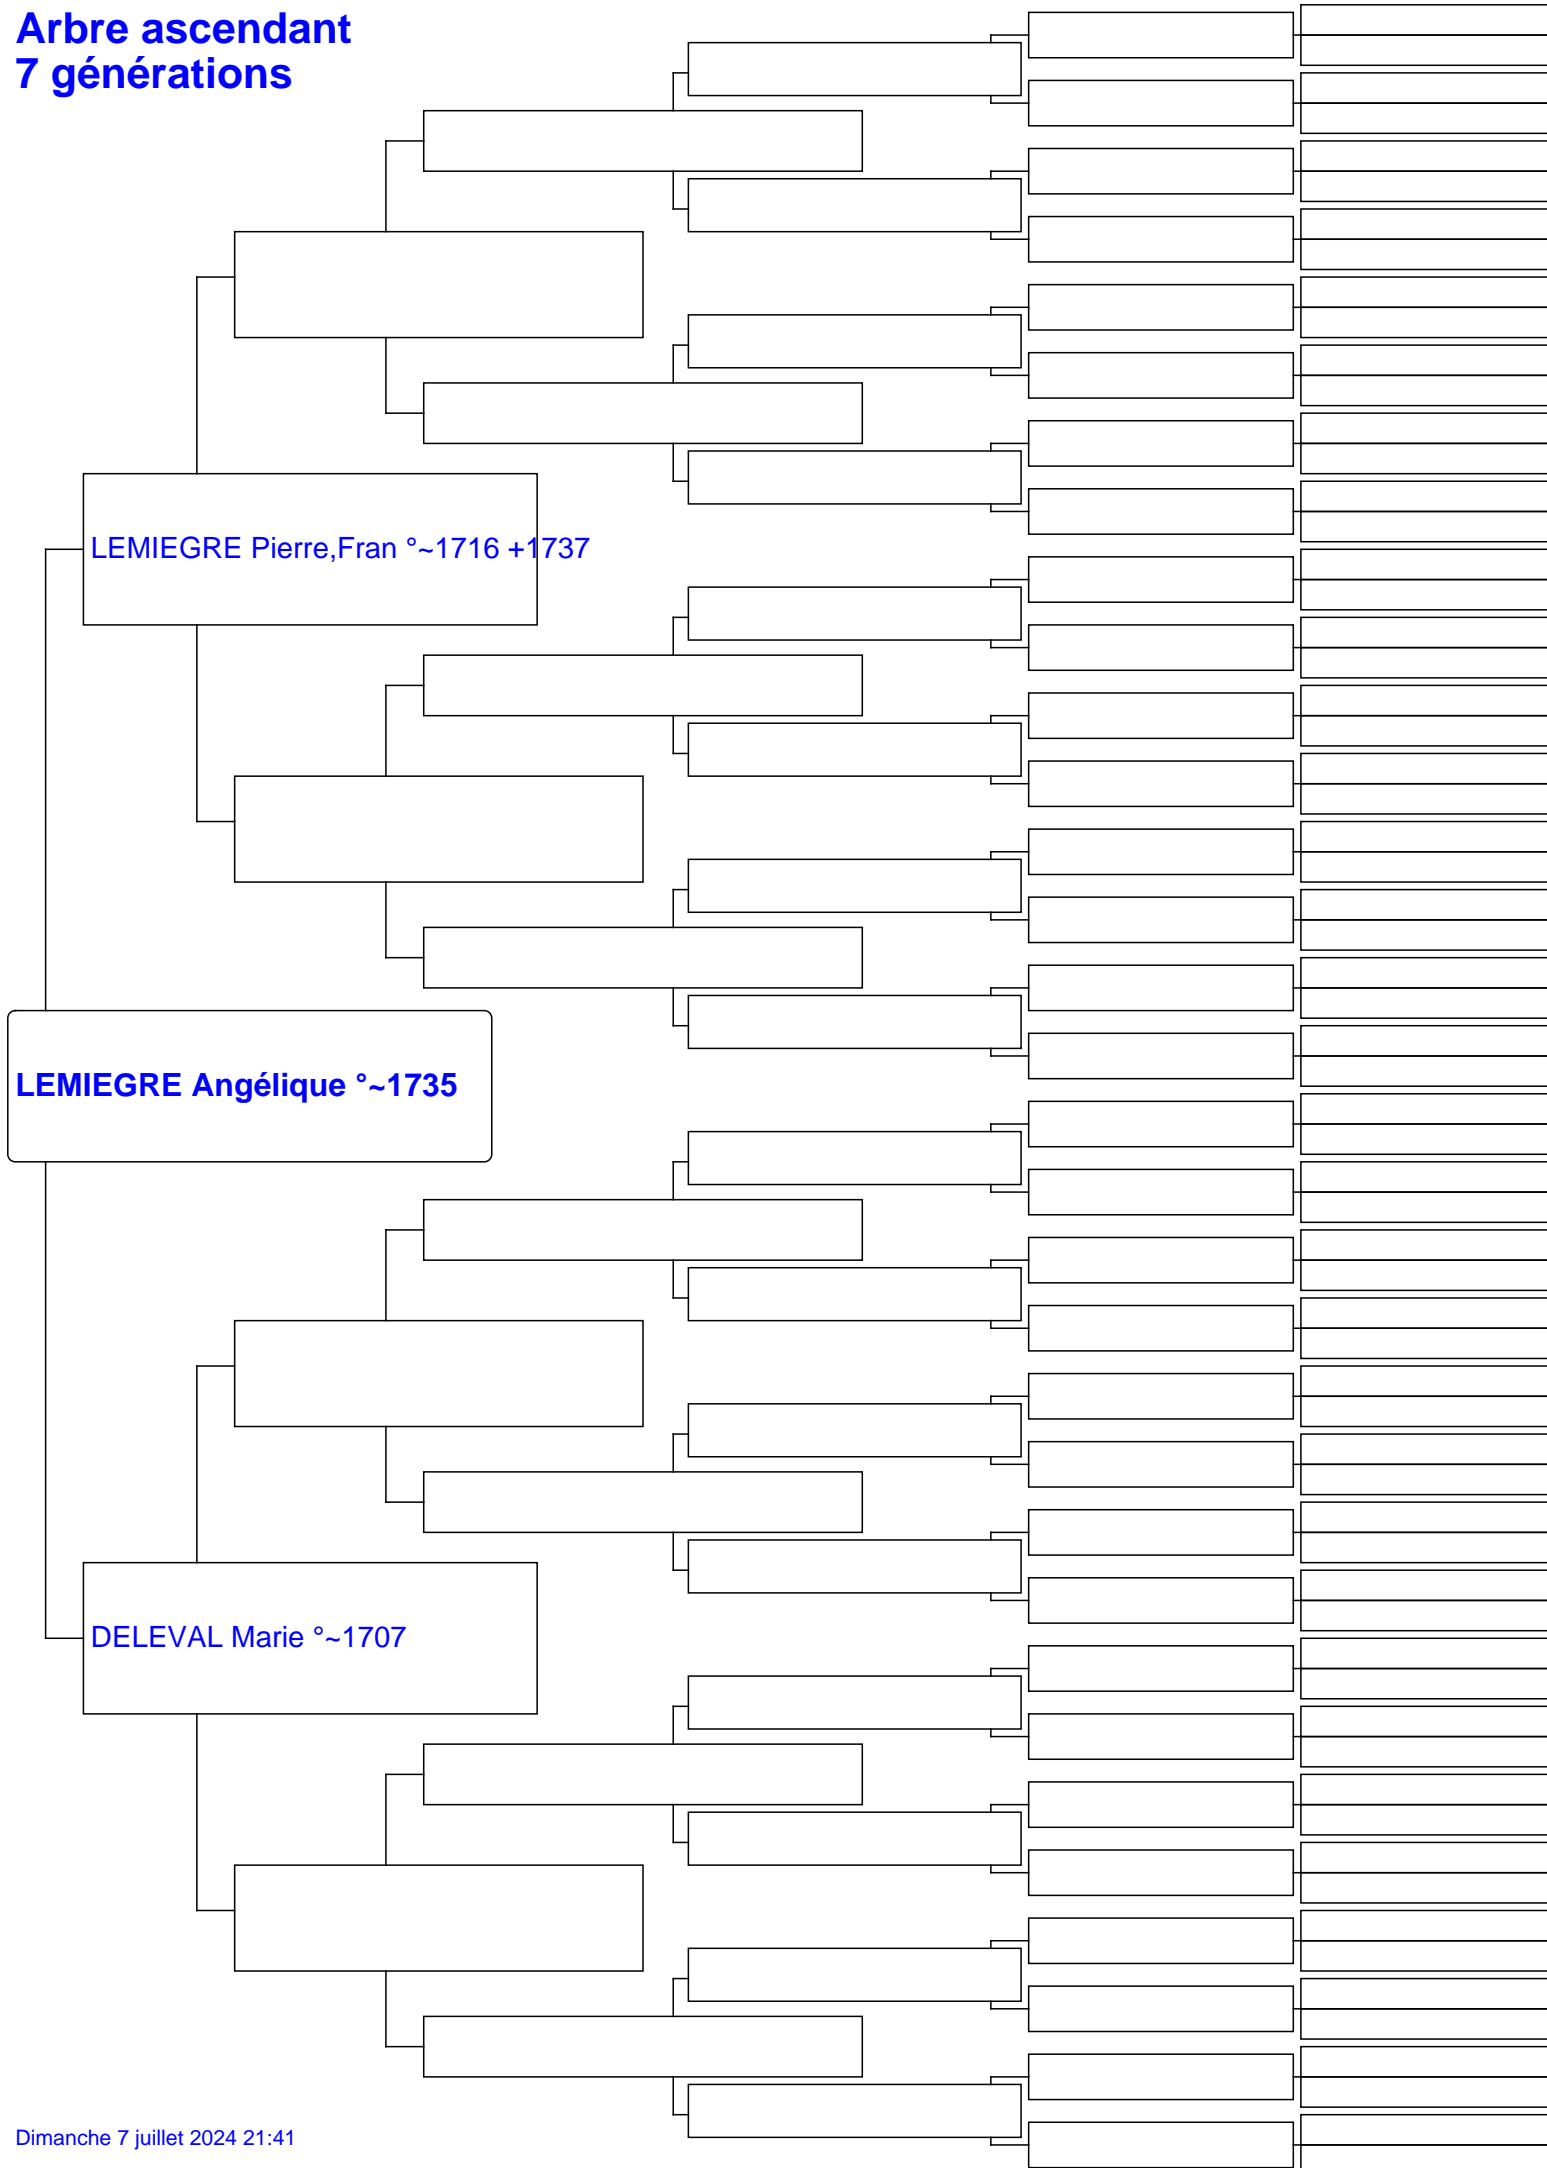 Arbre ascendant
7 générations
LEMIEGRE Pierre,Fran °~1716 +1737
LEMIEGRE Angélique °~1735
DELEVAL Marie °~1707
Dimanche 7 juillet 2024 21:41